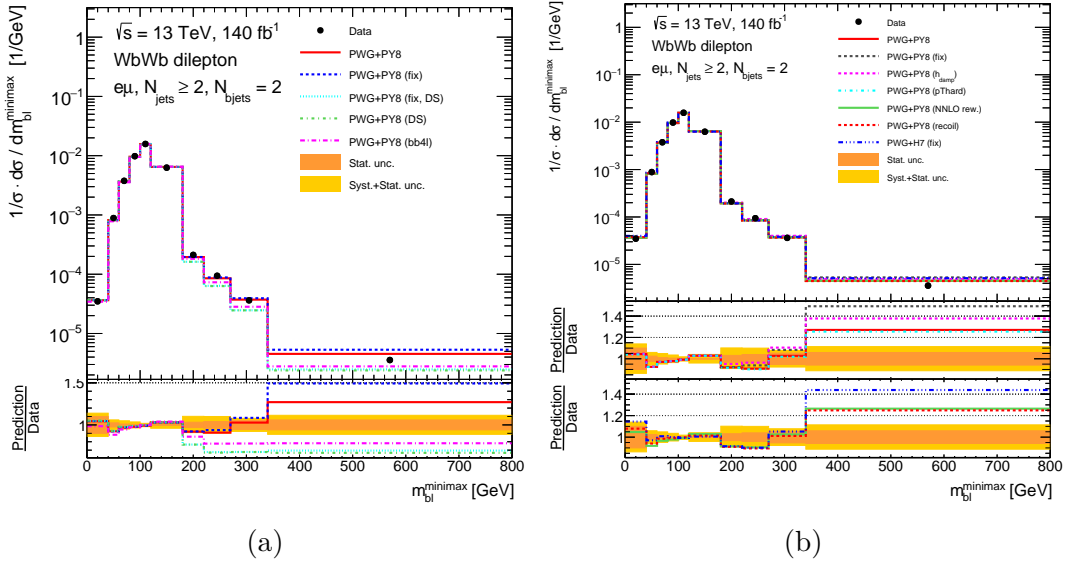 1/σ · dσ / dm_bl^minimax [1/GeV]
1
10⁻¹
10⁻²
10⁻³
10⁻⁴
10⁻⁵
√s = 13 TeV, 140 fb⁻¹
WbWb dilepton
eμ, N_jets ≥ 2, N_bjets = 2
Data
PWG+PY8
PWG+PY8 (fix)
PWG+PY8 (fix, DS)
PWG+PY8 (DS)
PWG+PY8 (bb4l)
Stat. unc.
Syst.+Stat. unc.
Prediction
Data
1.5
1
0 100 200 300 400 500 600 700 800
m_bl^minimax [GeV]
(a)
1/σ · dσ / dm_bl^minimax [1/GeV]
1
10⁻¹
10⁻²
10⁻³
10⁻⁴
10⁻⁵
√s = 13 TeV, 140 fb⁻¹
WbWb dilepton
eμ, N_jets ≥ 2, N_bjets = 2
Data
PWG+PY8
PWG+PY8 (fix)
PWG+PY8 (h_damp)
PWG+PY8 (pThard)
PWG+PY8 (NNLO rew.)
PWG+PY8 (recoil)
PWG+H7 (fix)
Stat. unc.
Syst.+Stat. unc.
Prediction
Data
1.4
1.2
1
Prediction
Data
1.4
1.2
1
0 100 200 300 400 500 600 700 800
m_bl^minimax [GeV]
(b)